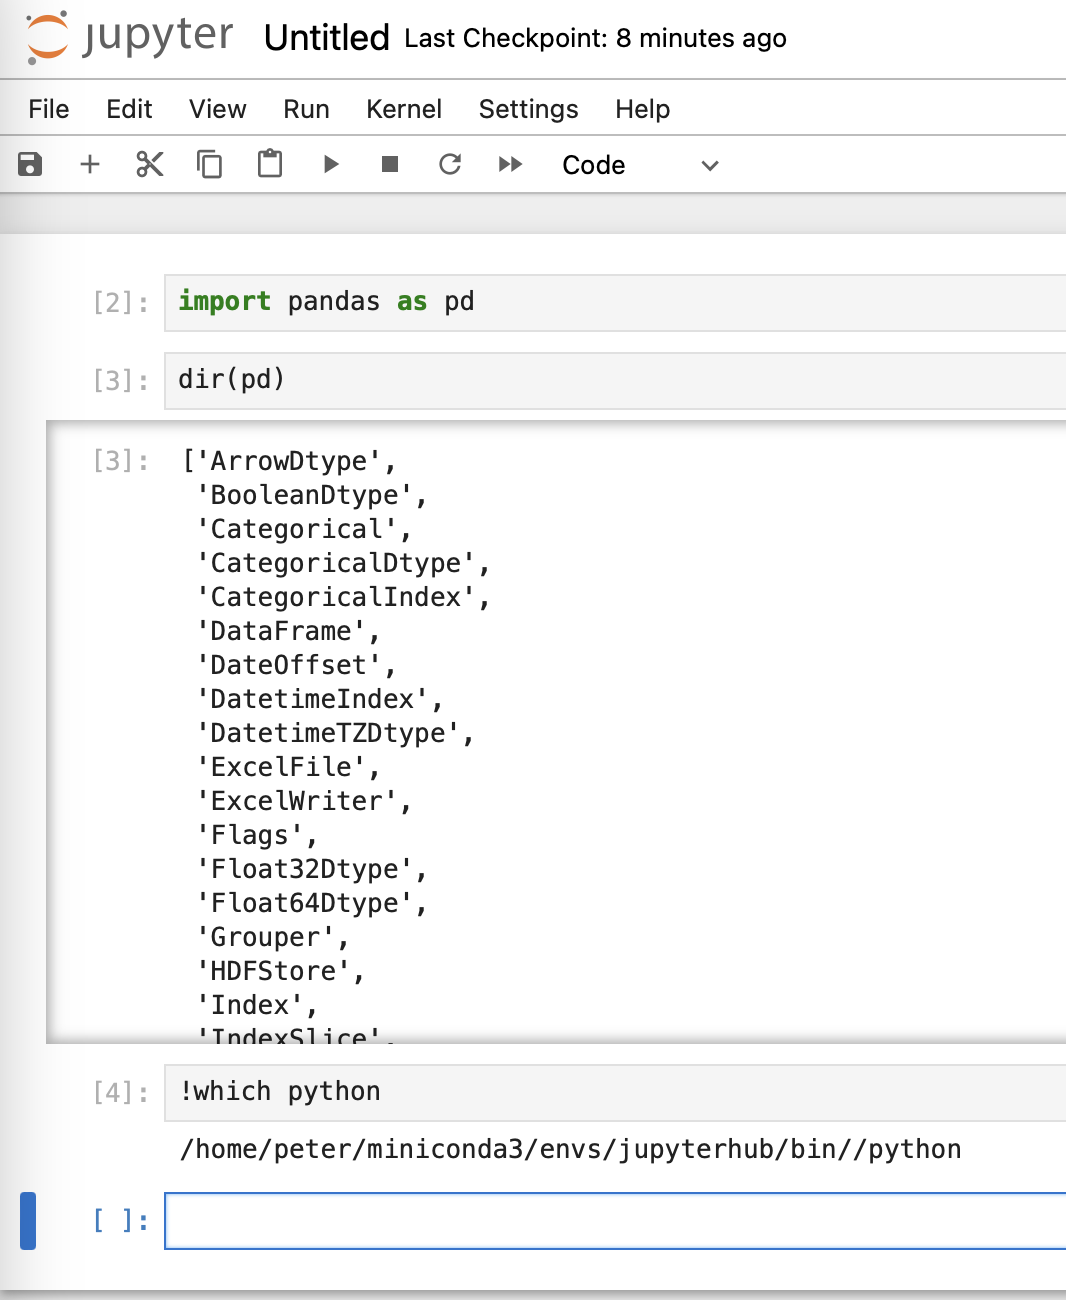 jupyter Untitled Last Checkpoint: 8 minutes ago
File Edit View Run Kernel Settings Help
Code
[2]: import pandas as pd
[3]: dir(pd)
[3]: ['ArrowDtype',
'BooleanDtype',
'Categorical',
'CategoricalDtype',
'CategoricalIndex',
'DataFrame',
'DateOffset',
'DatetimeIndex',
'DatetimeTZDtype',
'ExcelFile',
'ExcelWriter',
'Flags',
'Float32Dtype',
'Float64Dtype',
'Grouper',
'HDFStore',
'Index',
'IndexSlice',
[4]: !which python
/home/peter/miniconda3/envs/jupyterhub/bin//python
[ ]: